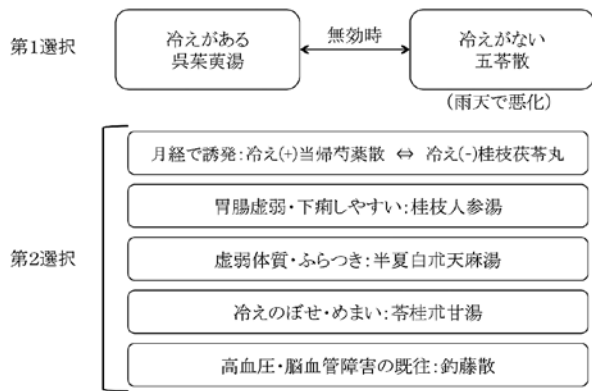 第1選択
冷えがある
呉茱萸湯
無効時
冷えがない
五苓散
(雨天で悪化)
第2選択
月経で誘発:冷え(+)当帰芍薬散 ⇔ 冷え(-)桂枝茯苓丸
胃腸虚弱・下痢しやすい:桂枝人参湯
虚弱体質・ふらつき:半夏白朮天麻湯
冷えのぼせ・めまい:苓桂朮甘湯
高血圧・脳血管障害の既往:釣藤散